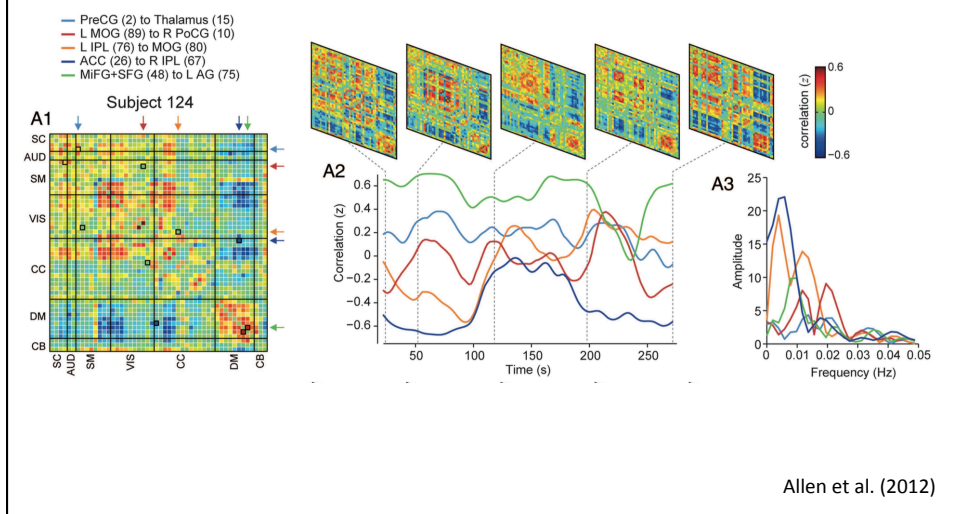 PreCG (2) to Thalamus (15)
L MOG (89) to R PoCG (10)
L IPL (76) to MOG (80)
ACC (26) to R IPL (67)
MiFG+SFG (48) to L AG (75)
Subject 124
A1
SC
AUD
SM
VIS
CC
DM
CB
SC
AUD
SM
VIS
CC
DM
CB
0.6
0
−0.6
correlation (z)
A2
0.6
0.4
0.2
0
−0.2
−0.4
−0.6
Correlation (z)
50
100
150
200
250
Time (s)
A3
25
20
15
10
5
0
Amplitude
0
0.01
0.02
0.03
0.04
0.05
Frequency (Hz)
Allen et al. (2012)